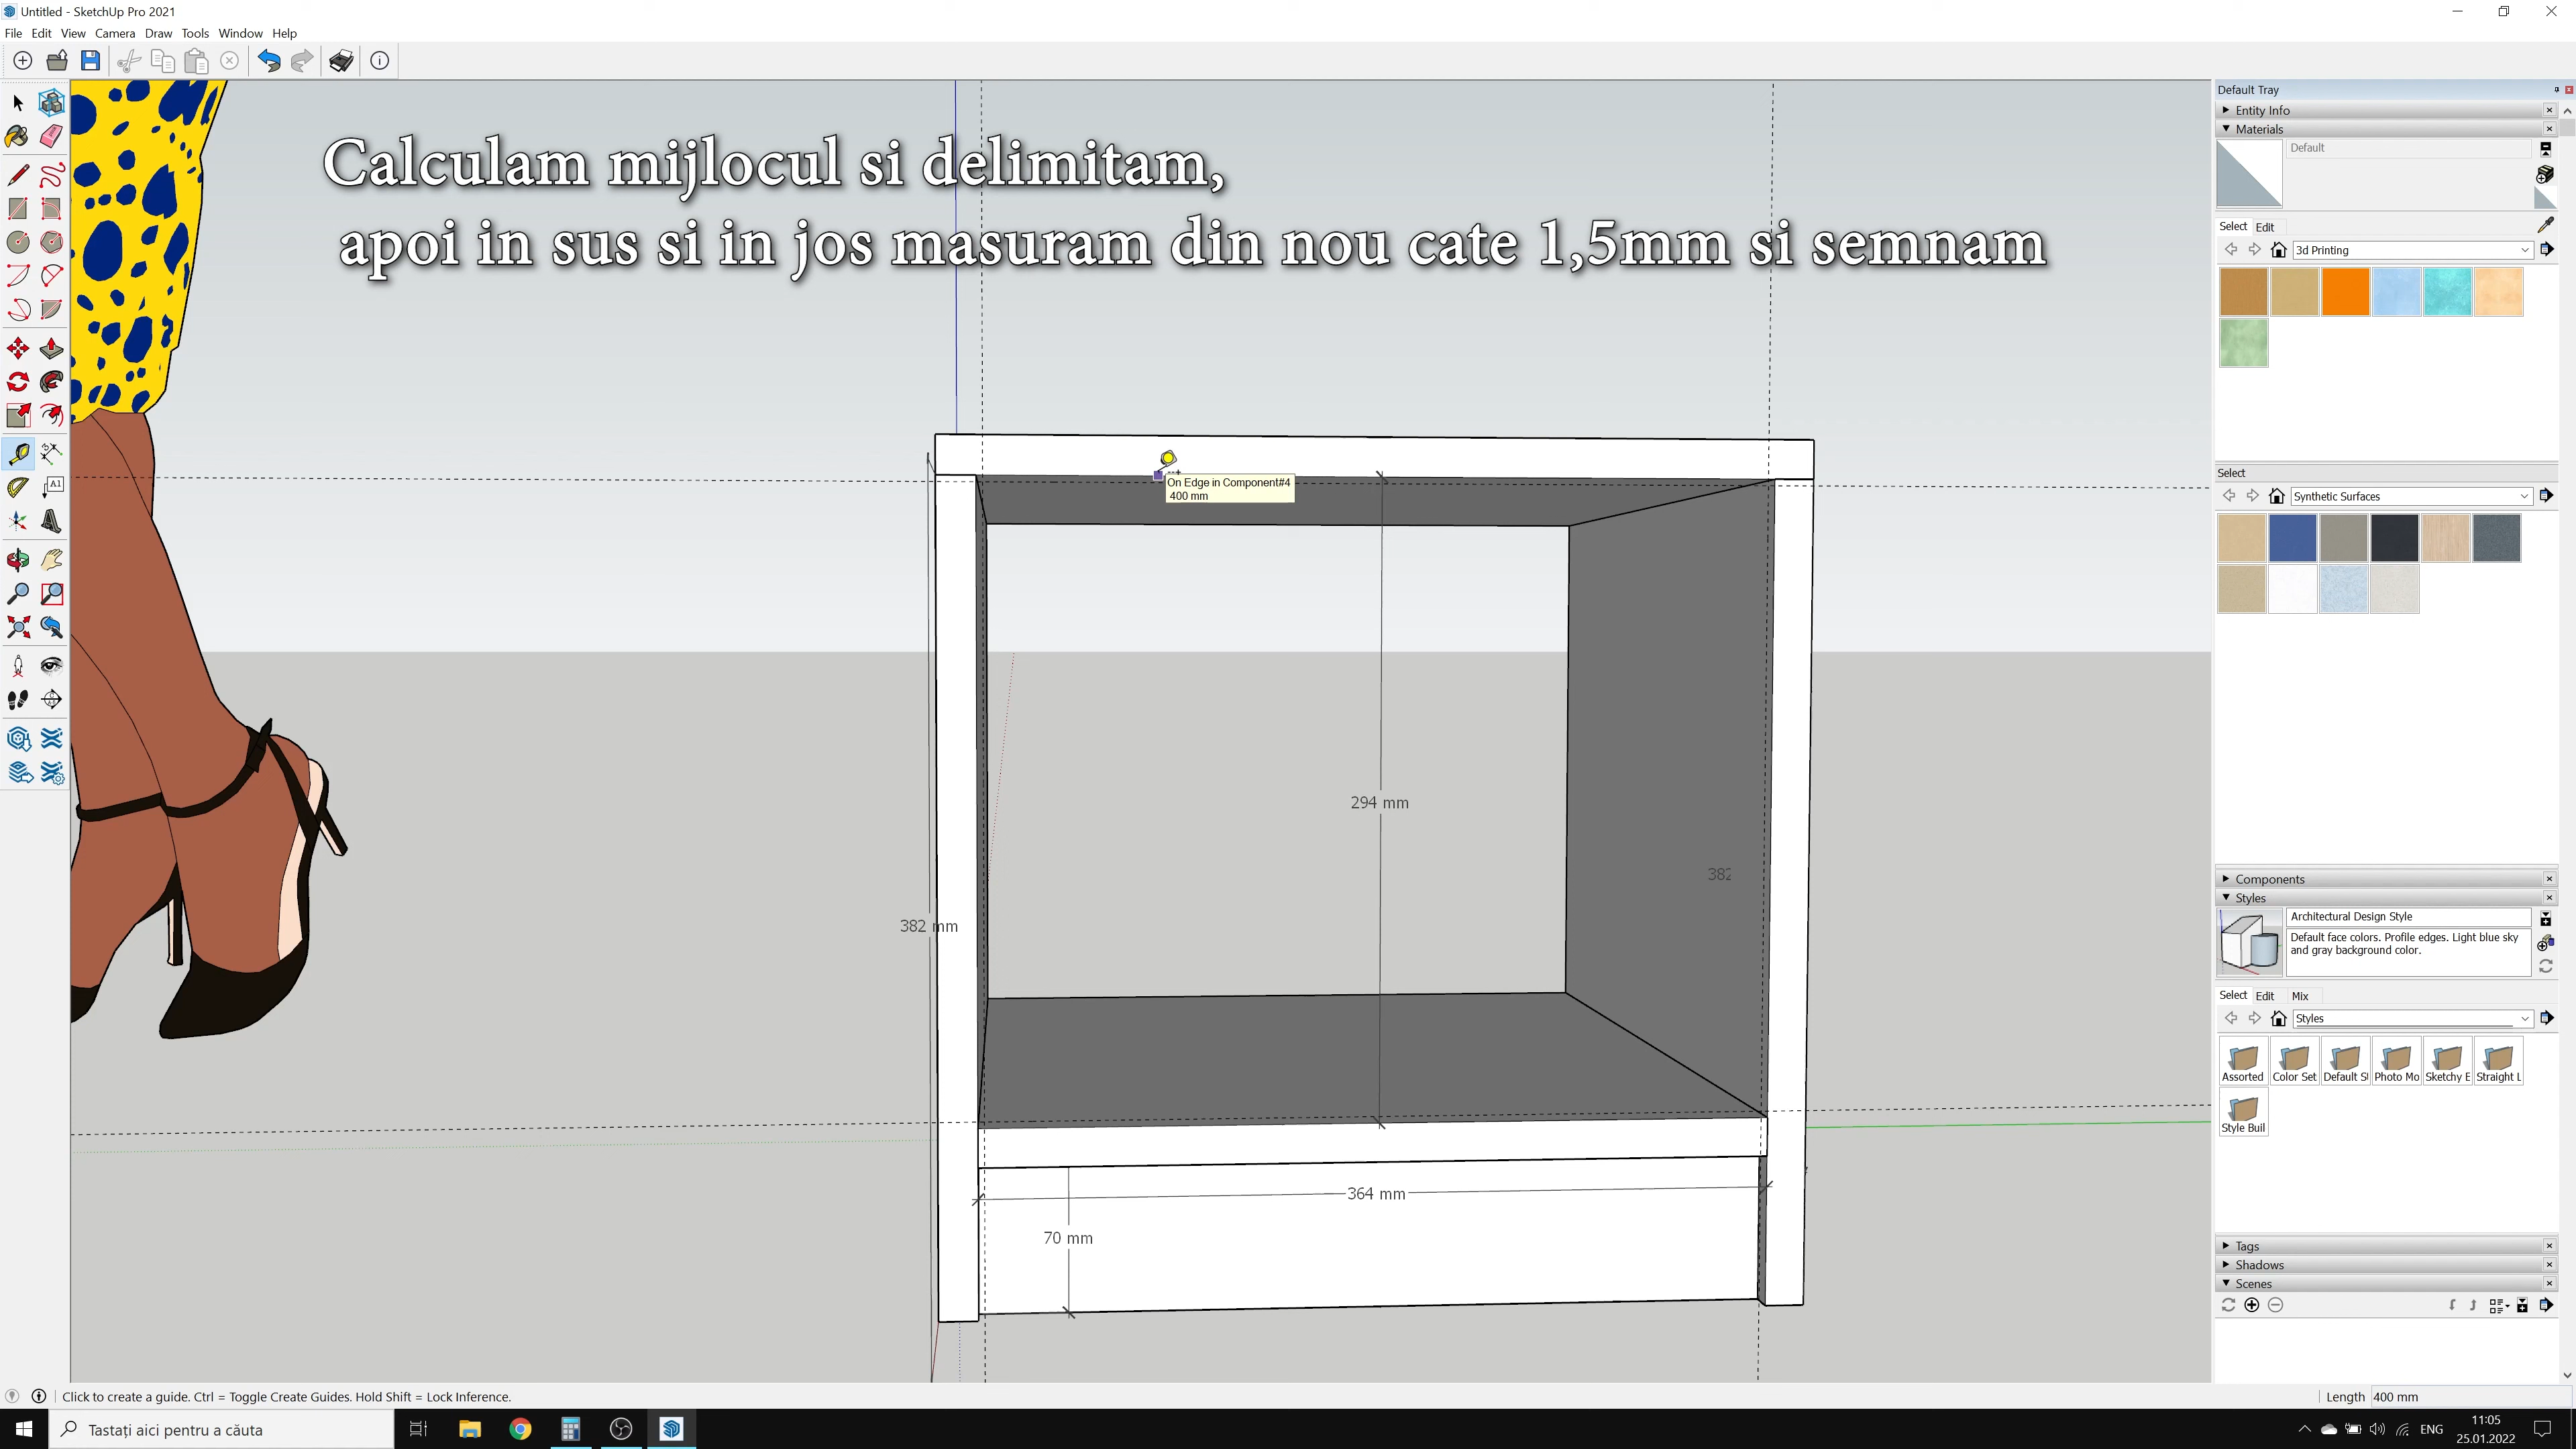 Untitled - SketchUp Pro 2021
File Edit View Camera Draw Tools Window Help
Calculam mijlocul si delimitam,
apoi in sus si in jos masuram din nou cate 1,5mm si semnam
On Edge in Component#4
400 mm
294 mm
382
382 mm
364 mm
70 mm
A1
Default Tray
Entity Info
Materials
Default
Select Edit
3d Printing
Select
Synthetic Surfaces
Components
Styles
Architectural Design Style
Default face colors. Profile edges. Light blue sky
and gray background color.
Select Edit Mix
Styles
Assorted Color Set Default S Photo Mo Sketchy E Straight L
Style Buil
Tags
Shadows
Scenes
Click to create a guide. Ctrl = Toggle Create Guides. Hold Shift = Lock Inference.
Length 400 mm
Tastați aici pentru a căuta
ENG
11:05
25.01.2022